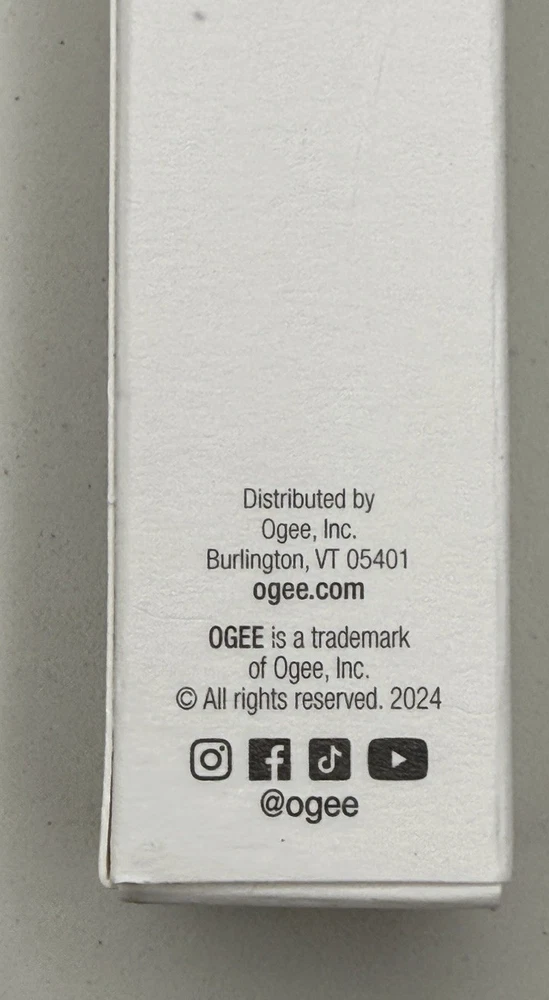 Distributed by
Ogee, Inc.
Burlington, VT 05401
ogee.com
OGEE is a trademark
of Ogee, Inc.
© All rights reserved. 2024
@ogee